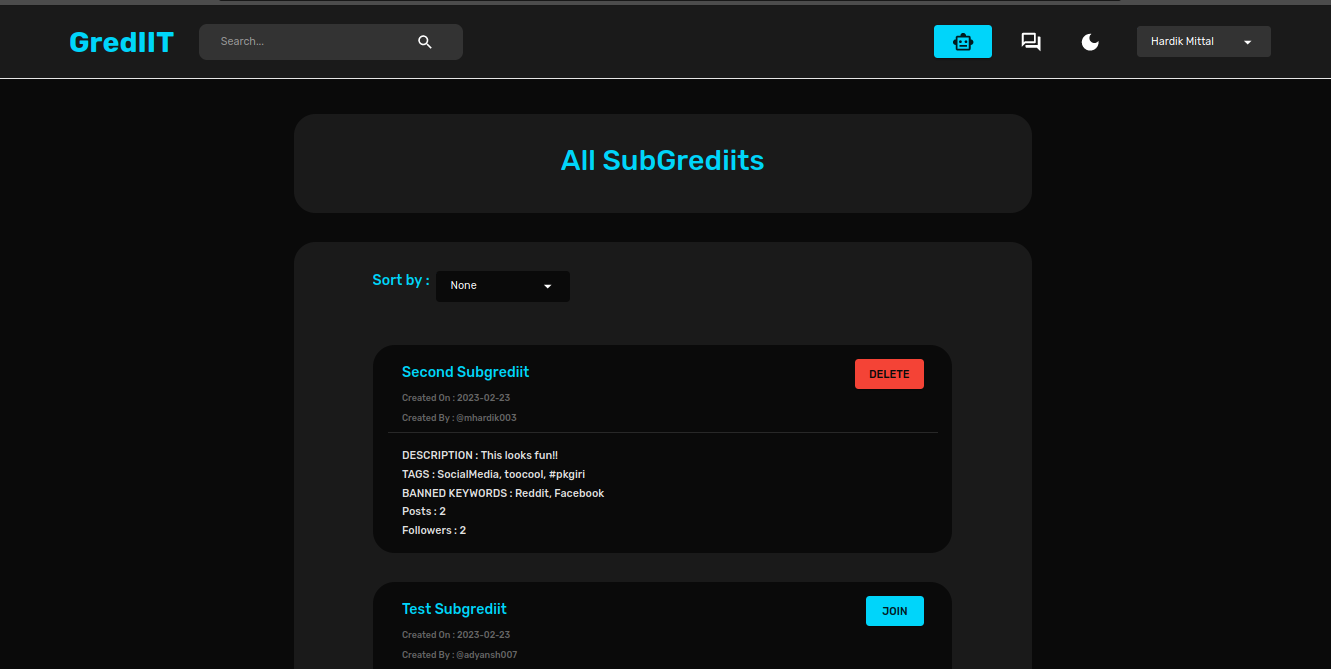 GredIIT
Search...
Hardik Mittal
All SubGrediits
Sort by :
None
Second Subgrediit
DELETE
Created On : 2023-02-23
Created By : @mhardik003
DESCRIPTION : This looks fun!!
TAGS : SocialMedia, toocool, #pkgiri
BANNED KEYWORDS : Reddit, Facebook
Posts : 2
Followers : 2
Test Subgrediit
JOIN
Created On : 2023-02-23
Created By : @adyansh007